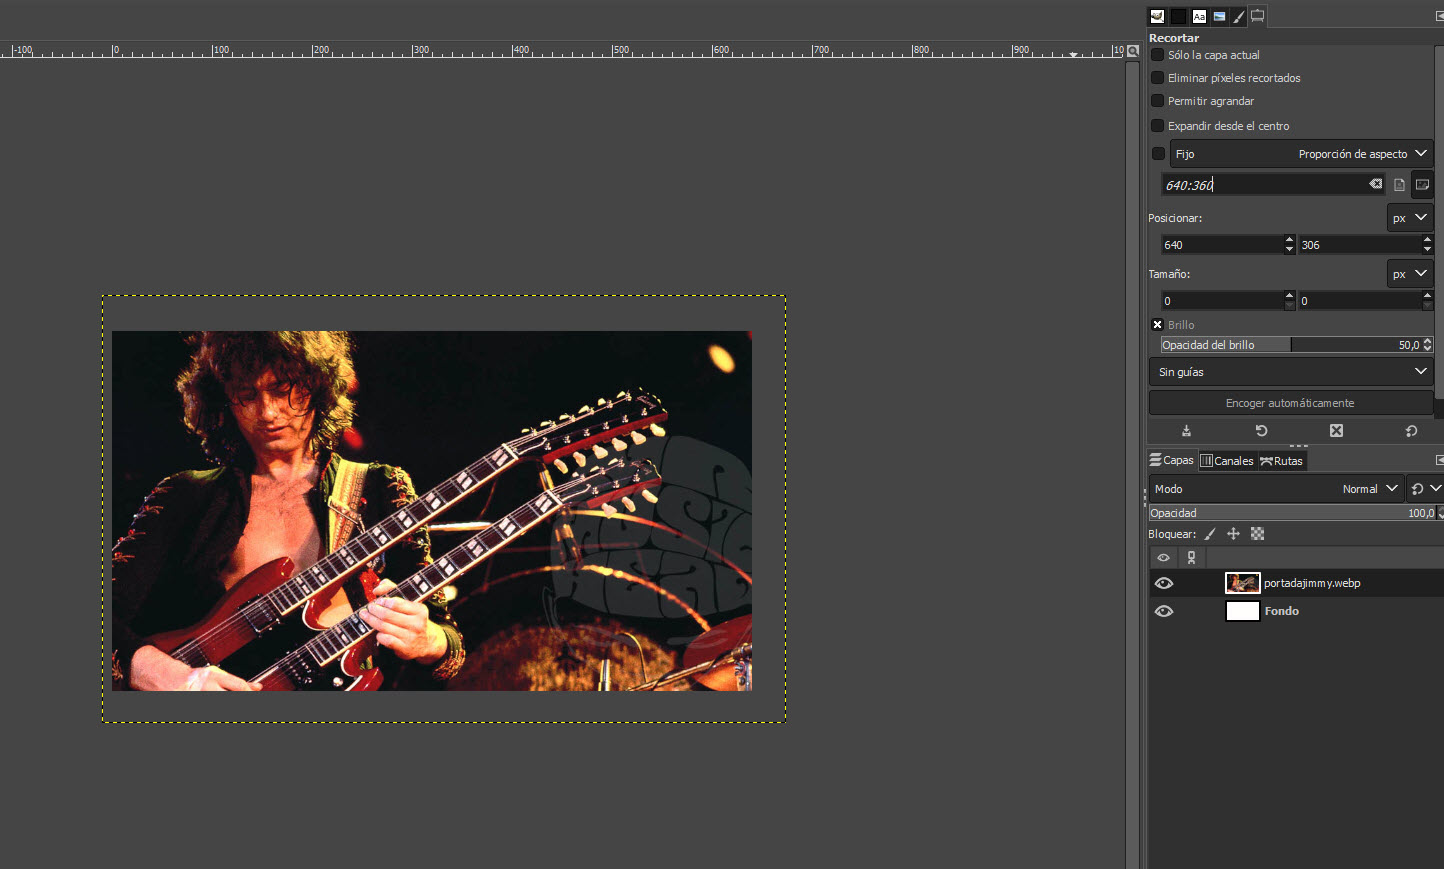 -100 0 100 200 300 400 500 600 700 800 900 10
Aa
Recortar
Sólo la capa actual
Eliminar píxeles recortados
Permitir agrandar
Expandir desde el centro
Fijo Proporción de aspecto
640:360
Posicionar: px
640 306
Tamaño: px
0 0
Brillo
Opacidad del brillo 50,0
Sin guías
Encoger automáticamente
Capas Canales Rutas
Modo Normal
Opacidad 100,0
Bloquear:
portadajimmy.webp
Fondo